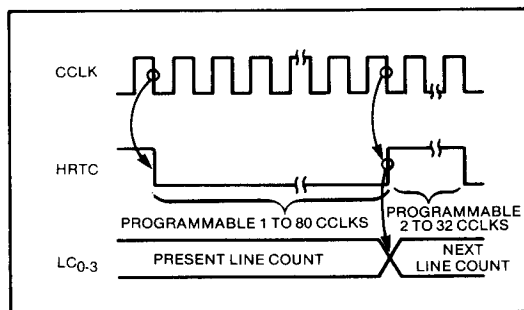 CCLK
HRTC
PROGRAMMABLE 1 TO 80 CCLKS
PROGRAMMABLE
2 TO 32 CCLKS
LC0-3
PRESENT LINE COUNT
NEXT
LINE COUNT